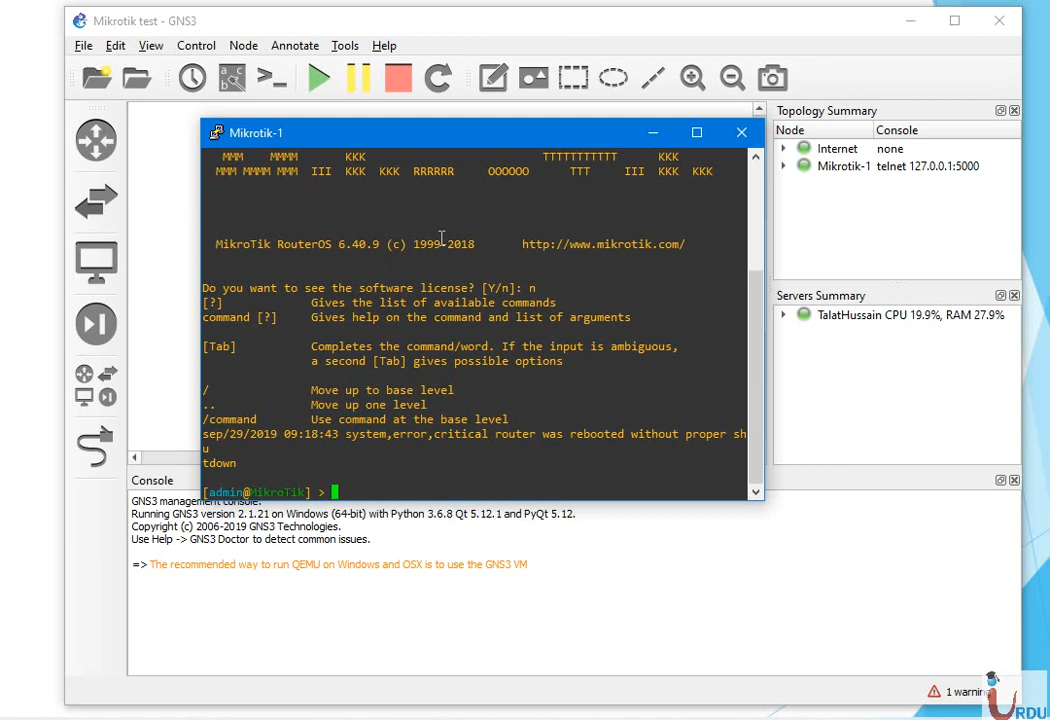 Mikrotik test - GNS3
File Edit View Control Node Annotate Tools Help
Topology Summary
Node Console
Internet none
Mikrotik-1 telnet 127.0.0.1:5000
Servers Summary
TalatHussain CPU 19.9%, RAM 27.9%
Mikrotik-1
MMM MMMM KKK TTTTTTTTTTT KKK
MMM MMMM MMM III KKK KKK RRRRRR OOOOOO TTT III KKK KKK
MikroTik RouterOS 6.40.9 (c) 1999-2018 http://www.mikrotik.com/
Do you want to see the software license? [Y/n]: n
[?] Gives the list of available commands
command [?] Gives help on the command and list of arguments
[Tab] Completes the command/word. If the input is ambiguous,
a second [Tab] gives possible options
/ Move up to base level
.. Move up one level
/command Use command at the base level
sep/29/2019 09:18:43 system,error,critical router was rebooted without proper sh
u
tdown
[admin@MikroTik] >
Console
GNS3 management console.
Running GNS3 version 2.1.21 on Windows (64-bit) with Python 3.6.8 Qt 5.12.1 and PyQt 5.12.
Copyright (c) 2006-2019 GNS3 Technologies.
Use Help -> GNS3 Doctor to detect common issues.
=> The recommended way to run QEMU on Windows and OSX is to use the GNS3 VM
1 warning
URDU